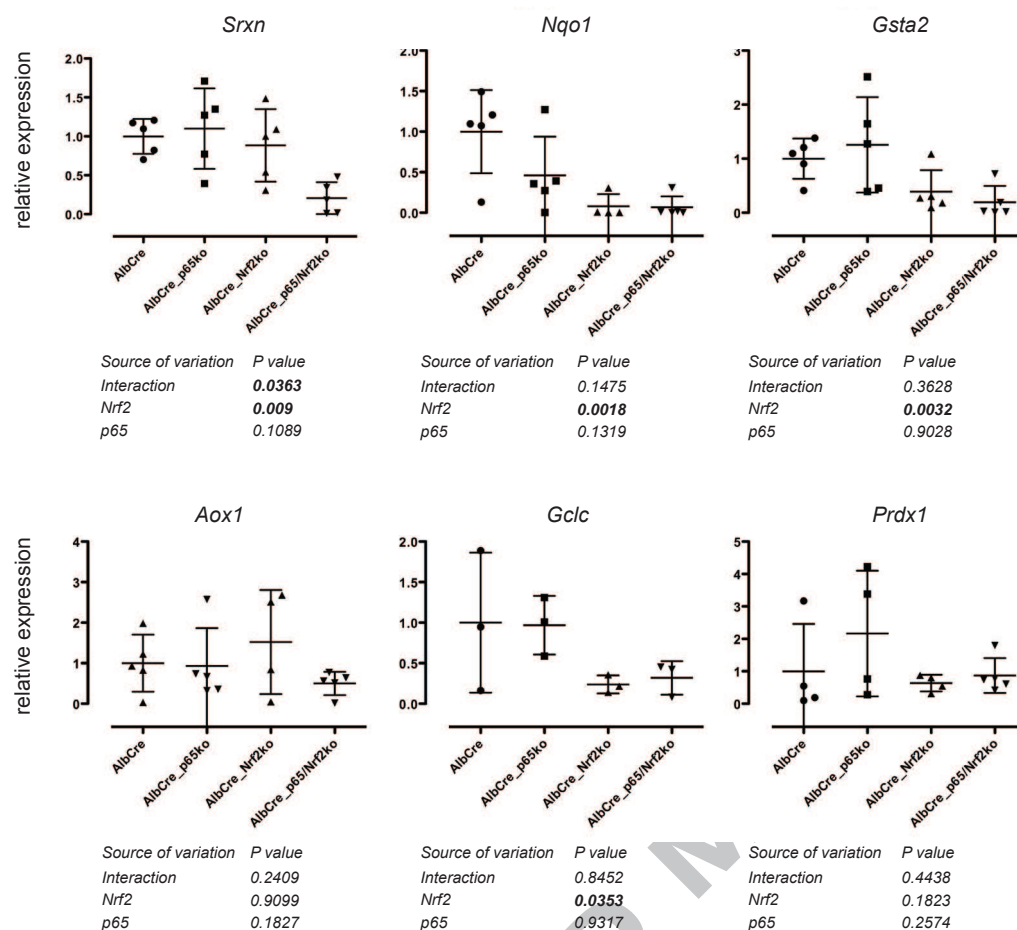 Srxn
Nqo1
Gsta2
relative expression
2.0
1.5
1.0
0.5
0.0
AlbCre
AlbCre_p65ko
AlbCre_Nrf2ko
AlbCre_p65/Nrf2ko
2.0
1.5
1.0
0.5
0.0
AlbCre
AlbCre_p65ko
AlbCre_Nrf2ko
AlbCre_p65/Nrf2ko
3
2
1
0
AlbCre
AlbCre_p65ko
AlbCre_Nrf2ko
AlbCre_p65/Nrf2ko
Source of variation P value
Interaction 0.0363
Nrf2 0.009
p65 0.1089
Source of variation P value
Interaction 0.1475
Nrf2 0.0018
p65 0.1319
Source of variation P value
Interaction 0.3628
Nrf2 0.0032
p65 0.9028
Aox1
Gclc
Prdx1
relative expression
4
3
2
1
0
AlbCre
AlbCre_p65ko
AlbCre_Nrf2ko
AlbCre_p65/Nrf2ko
2.0
1.5
1.0
0.5
0.0
AlbCre
AlbCre_p65ko
AlbCre_Nrf2ko
AlbCre_p65/Nrf2ko
5
4
3
2
1
0
AlbCre
AlbCre_p65ko
AlbCre_Nrf2ko
AlbCre_p65/Nrf2ko
Source of variation P value
Interaction 0.2409
Nrf2 0.9099
p65 0.1827
Source of variation P value
Interaction 0.8452
Nrf2 0.0353
p65 0.9317
Source of variation P value
Interaction 0.4438
Nrf2 0.1823
p65 0.2574